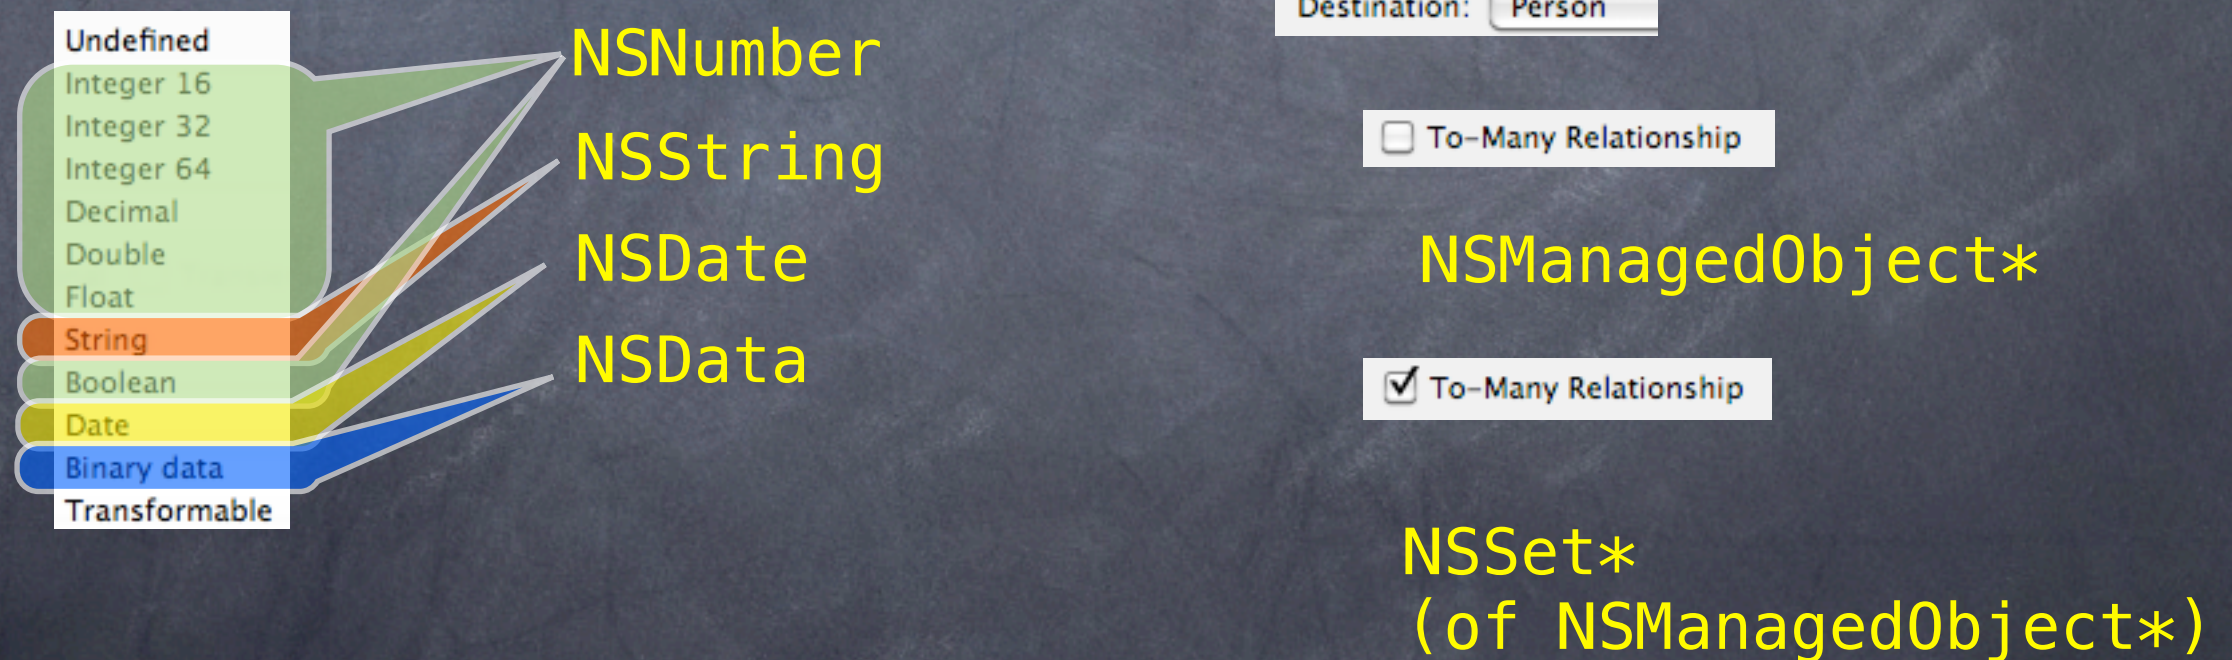 Undefined
Integer 16
Integer 32
Integer 64
Decimal
Double
Float
String
Boolean
Date
Binary data
Transformable
NSNumber
NSString
NSDate
NSData
Destination: Person
To-Many Relationship
NSManagedObject*
To-Many Relationship
NSSet*
(of NSManagedObject*)